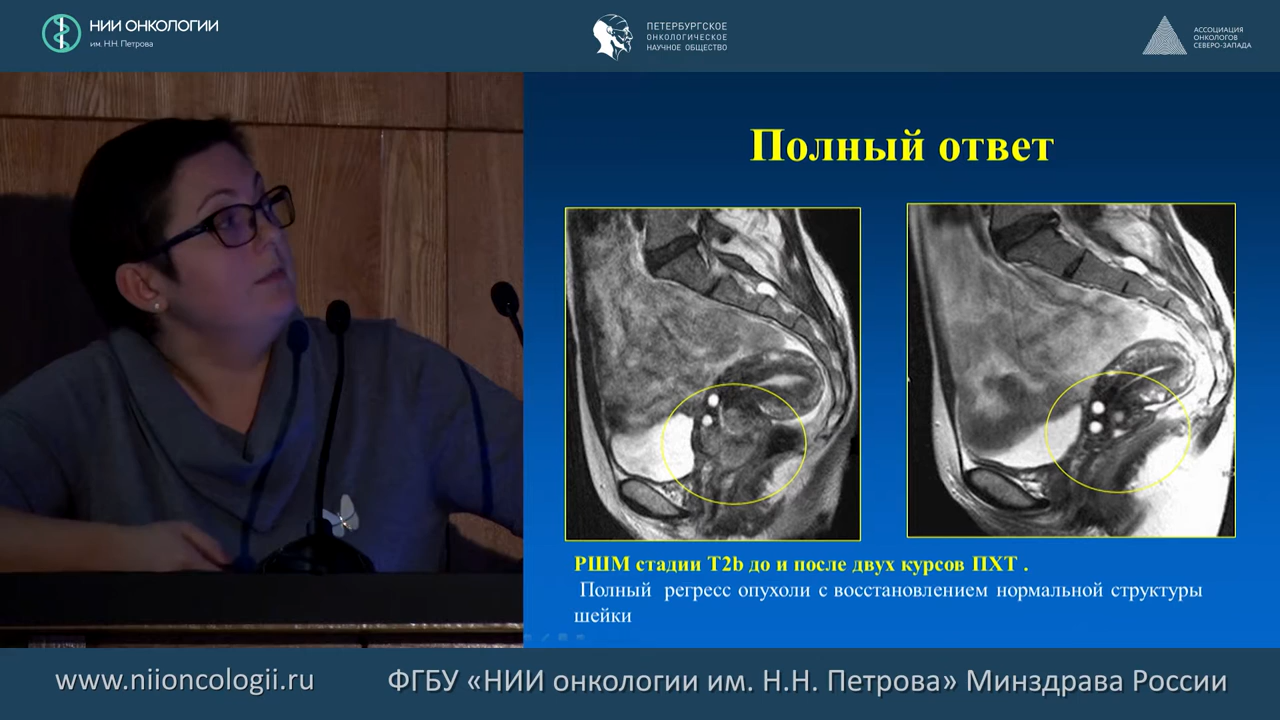 НИИ ОНКОЛОГИИ
им. Н.Н. Петрова
ПЕТЕРБУРГСКОЕ
ОНКОЛОГИЧЕСКОЕ
НАУЧНОЕ ОБЩЕСТВО
АССОЦИАЦИЯ
ОНКОЛОГОВ
СЕВЕРО-ЗАПАДА
Полный ответ
РШМ стадии T2b до и после двух курсов ПХТ .
Полный регресс опухоли с восстановлением нормальной структуры
шейки
www.niioncologii.ru
ФГБУ «НИИ онкологии им. Н.Н. Петрова» Минздрава России